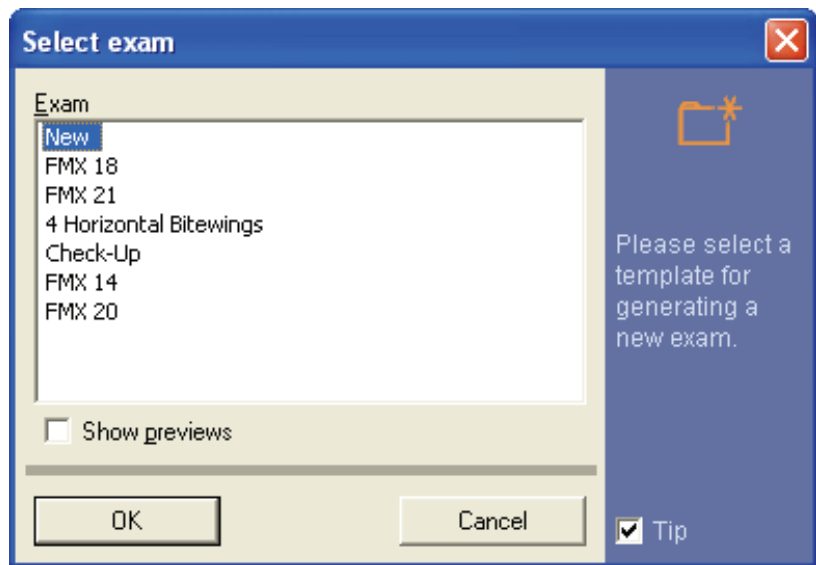 Select exam
Exam
New
FMX 18
FMX 21
4 Horizontal Bitewings
Check-Up
FMX 14
FMX 20
Show previews
OK
Cancel
Please select a
template for
generating a
new exam.
Tip